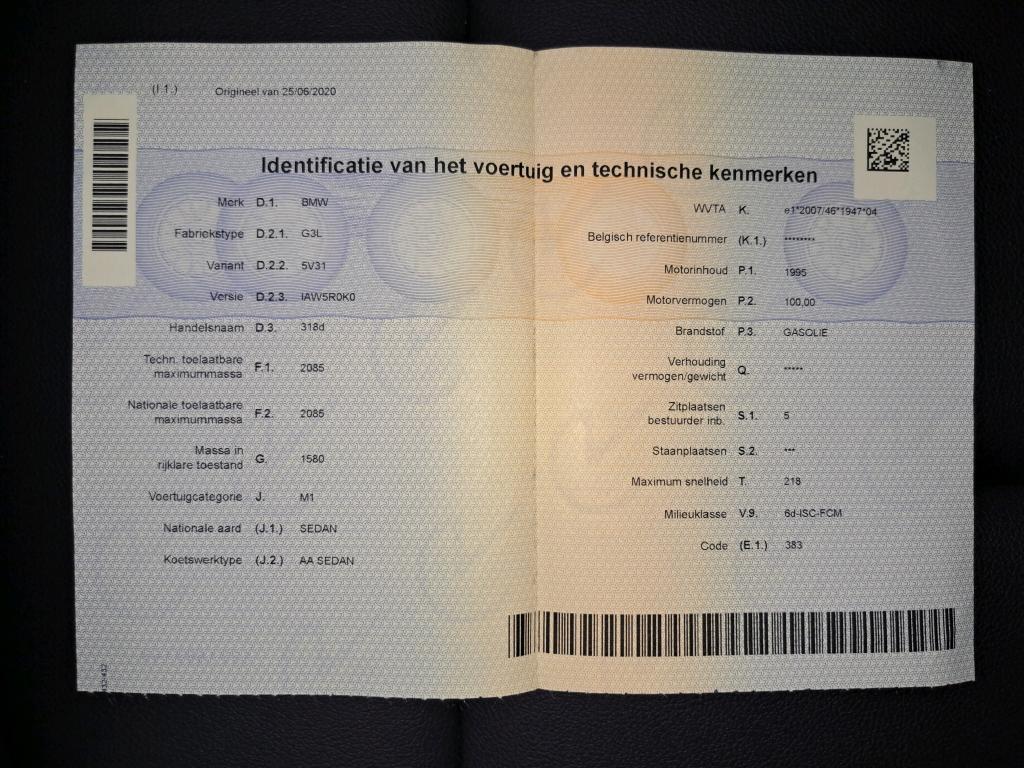 (I.1.) Origineel van 25/06/2020
Identificatie van het voertuig en technische kenmerken
Merk D.1. BMW
Fabriekstype D.2.1. G3L
Variant D.2.2. 5V31
Versie D.2.3. IAW5R0K0
Handelsnaam D.3. 318d
Techn. toelaatbare
maximummassa F.1. 2085
Nationale toelaatbare
maximummassa F.2. 2085
Massa in
rijklare toestand G. 1580
Voertuigcategorie J. M1
Nationale aard (J.1.) SEDAN
Koetswerktype (J.2.) AA SEDAN
WVTA K. e1*2007/46*1947*04
Belgisch referentienummer (K.1.) ********
Motorinhoud P.1. 1995
Motorvermogen P.2. 100,00
Brandstof P.3. GASOLIE
Verhouding
vermogen/gewicht Q. *****
Zitplaatsen
bestuurder inb. S.1. 5
Staanplaatsen S.2. ***
Maximum snelheid T. 218
Milieuklasse V.9. 6d-ISC-FCM
Code (E.1.) 383